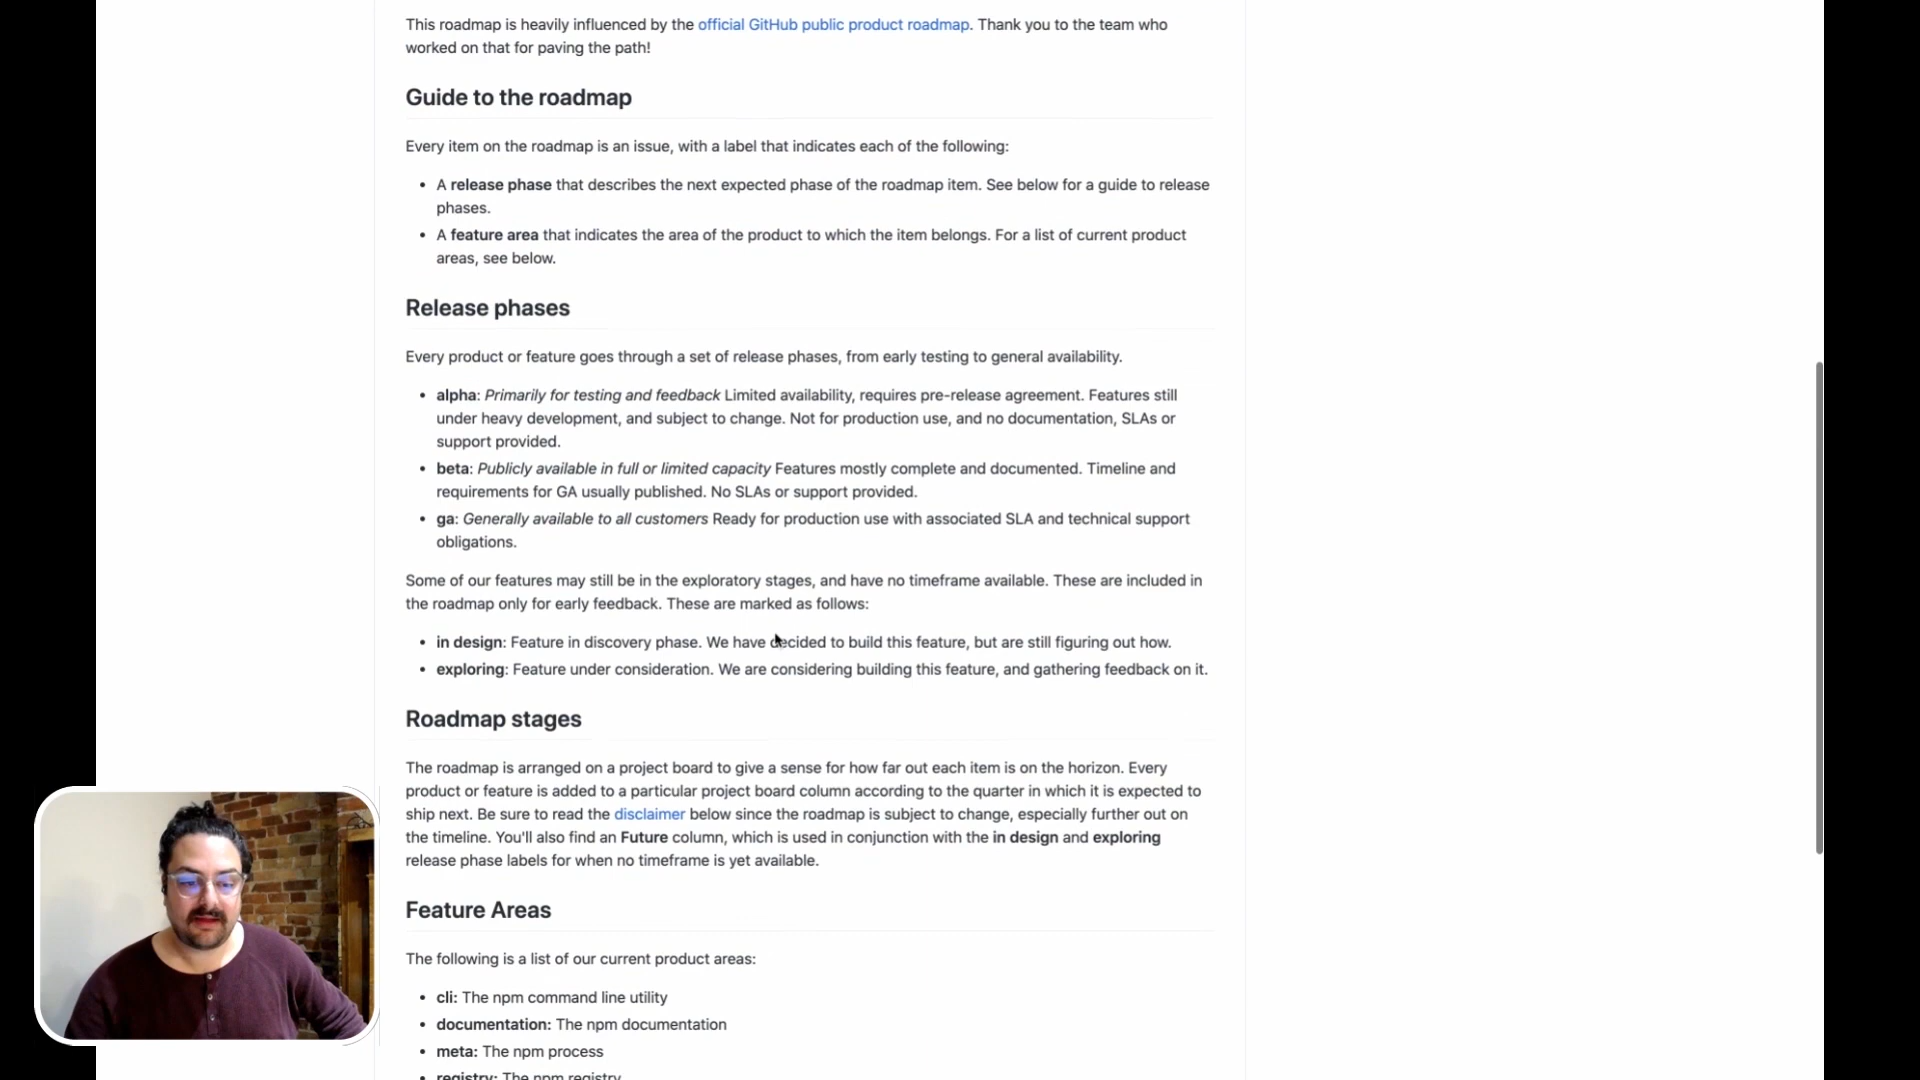 This roadmap is heavily influenced by the official GitHub public product roadmap. Thank you to the team who
worked on that for paving the path!
Guide to the roadmap
Every item on the roadmap is an issue, with a label that indicates each of the following:
• A release phase that describes the next expected phase of the roadmap item. See below for a guide to release
phases.
• A feature area that indicates the area of the product to which the item belongs. For a list of current product
areas, see below.
Release phases
Every product or feature goes through a set of release phases, from early testing to general availability.
• alpha: Primarily for testing and feedback Limited availability, requires pre-release agreement. Features still
under heavy development, and subject to change. Not for production use, and no documentation, SLAs or
support provided.
• beta: Publicly available in full or limited capacity Features mostly complete and documented. Timeline and
requirements for GA usually published. No SLAs or support provided.
• ga: Generally available to all customers Ready for production use with associated SLA and technical support
obligations.
Some of our features may still be in the exploratory stages, and have no timeframe available. These are included in
the roadmap only for early feedback. These are marked as follows:
• in design: Feature in discovery phase. We have decided to build this feature, but are still figuring out how.
• exploring: Feature under consideration. We are considering building this feature, and gathering feedback on it.
Roadmap stages
The roadmap is arranged on a project board to give a sense for how far out each item is on the horizon. Every
product or feature is added to a particular project board column according to the quarter in which it is expected to
ship next. Be sure to read the disclaimer below since the roadmap is subject to change, especially further out on
the timeline. You'll also find an Future column, which is used in conjunction with the in design and exploring
release phase labels for when no timeframe is yet available.
Feature Areas
The following is a list of our current product areas:
• cli: The npm command line utility
• documentation: The npm documentation
• meta: The npm process
• registry: The npm registry